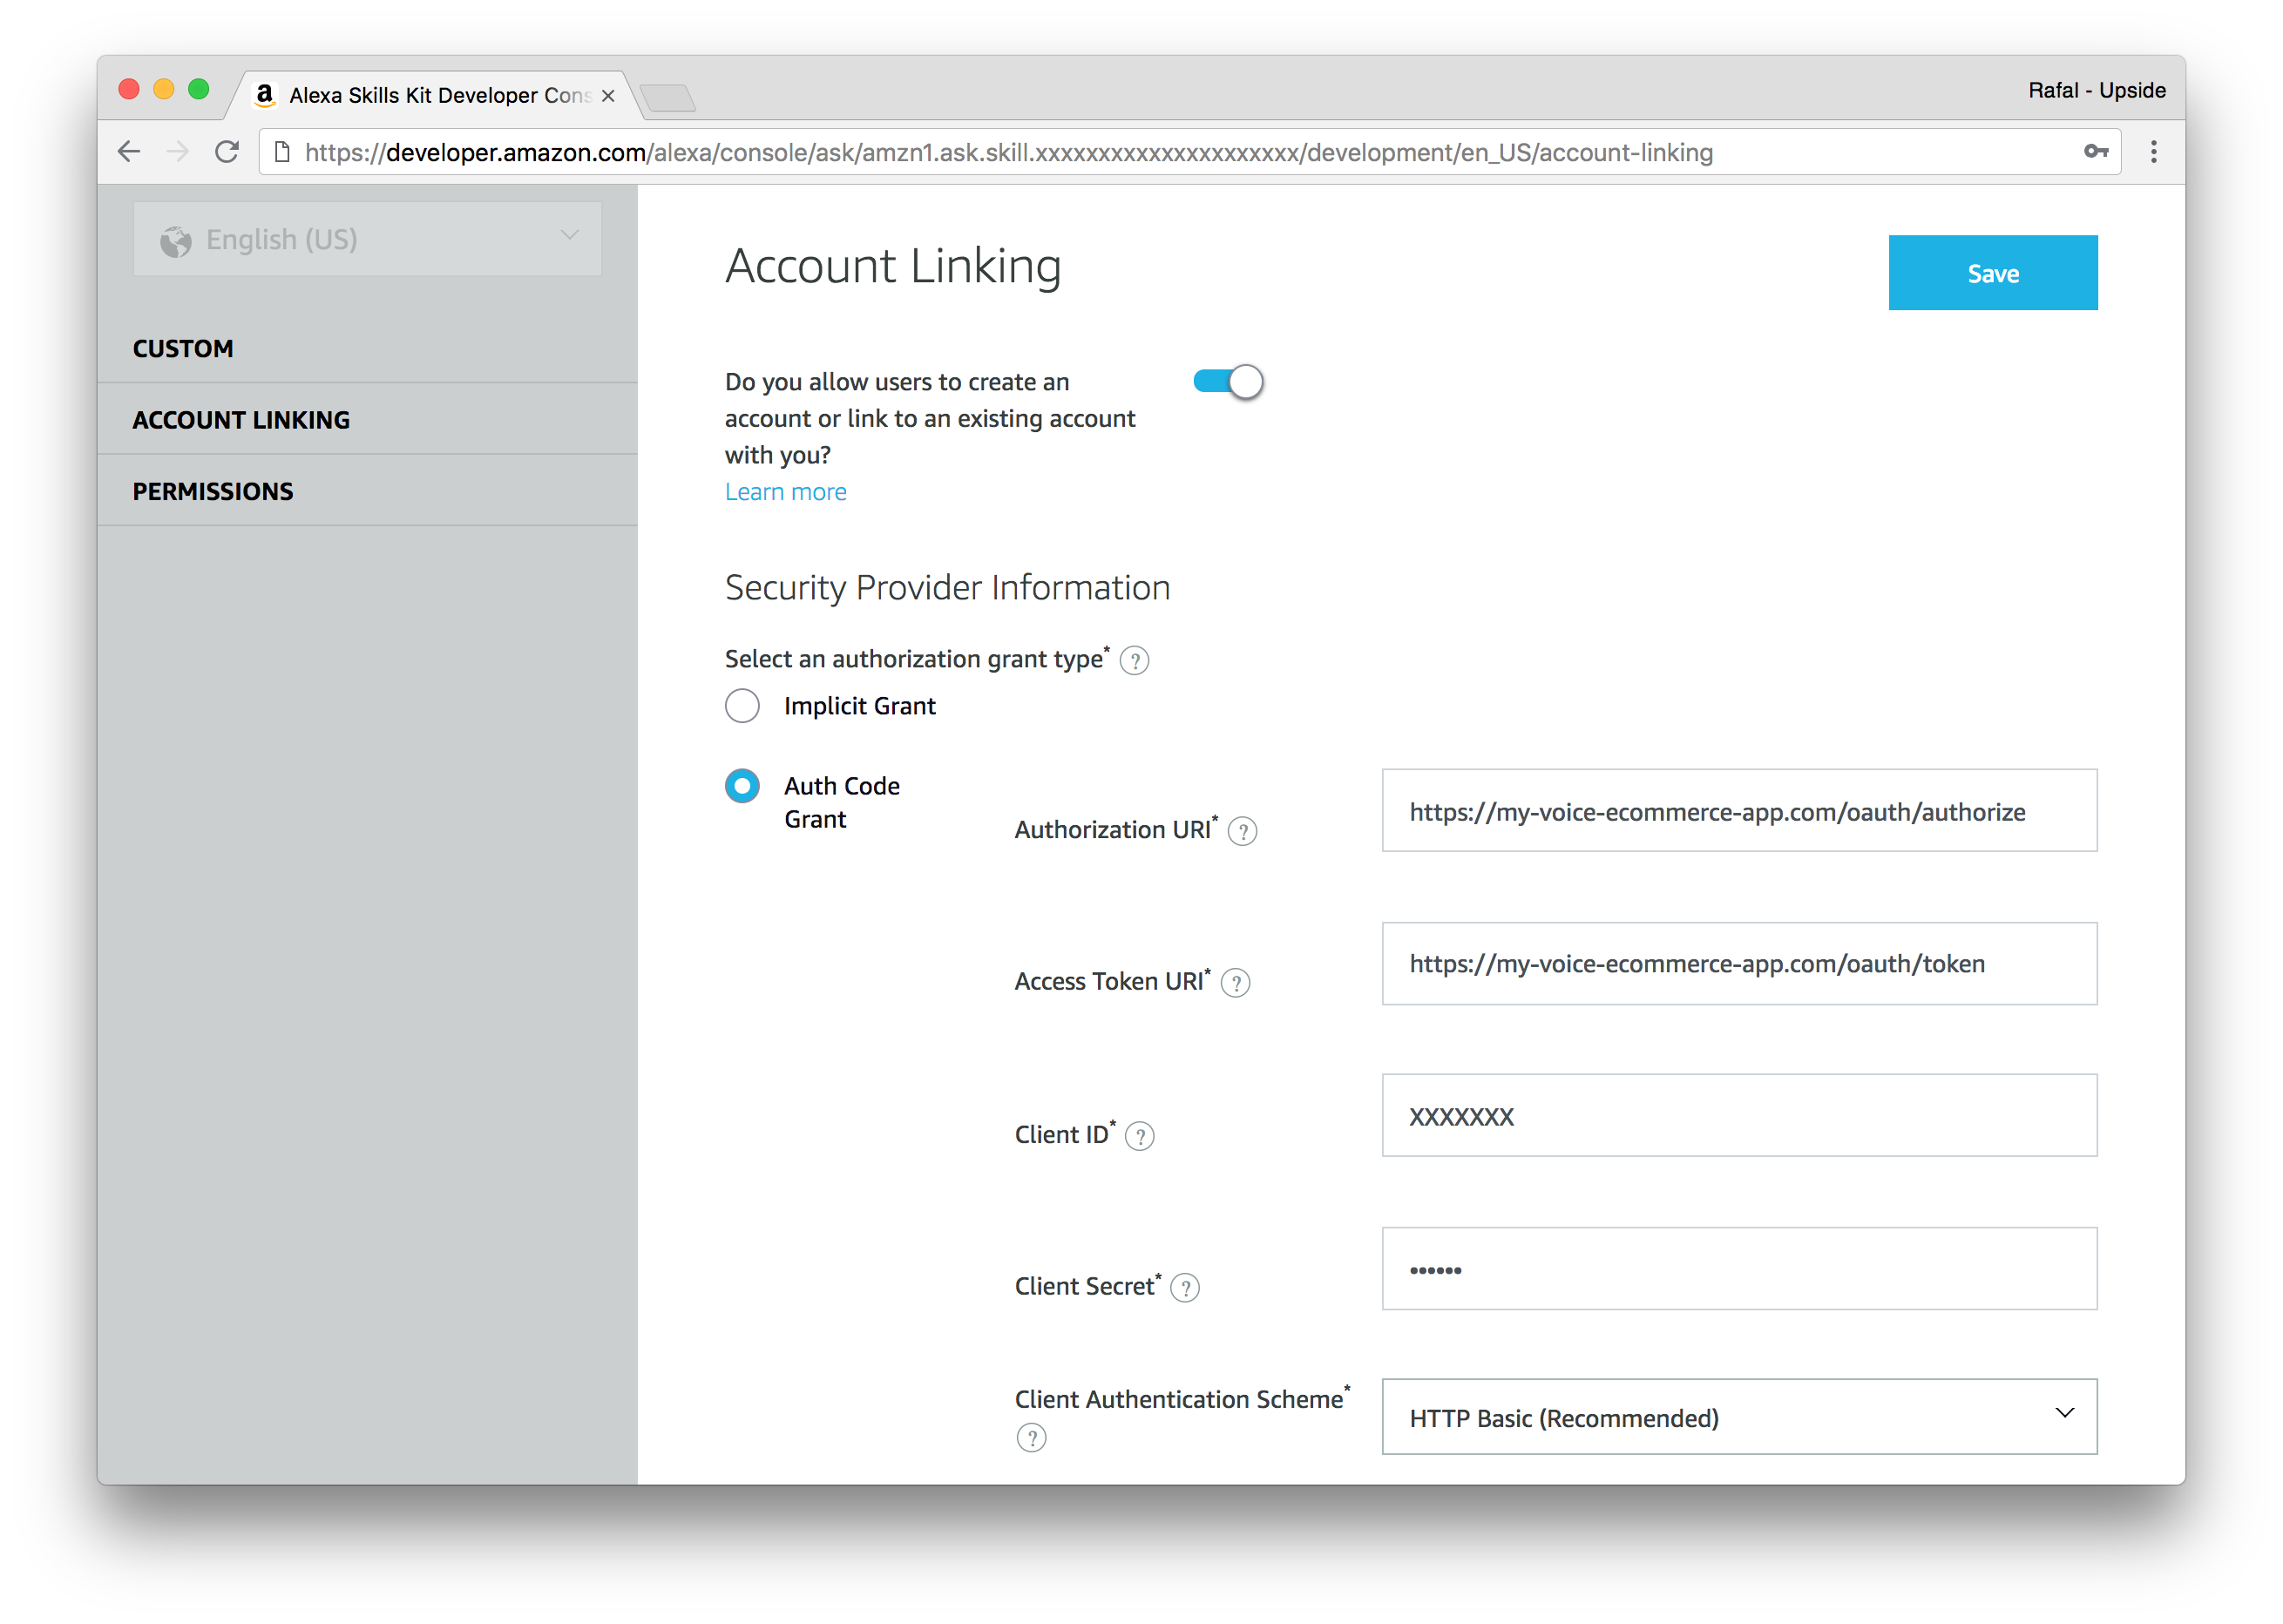 Alexa Skills Kit Developer Cons
Rafal - Upside
https://developer.amazon.com/alexa/console/ask/amzn1.ask.skill.xxxxxxxxxxxxxxxxxxxxx/development/en_US/account-linking
English (US)
CUSTOM
ACCOUNT LINKING
PERMISSIONS
Account Linking
Save
Do you allow users to create an
account or link to an existing account
with you?
Learn more
Security Provider Information
Select an authorization grant type* ?
Implicit Grant
Auth Code
Grant
Authorization URI* ?
https://my-voice-ecommerce-app.com/oauth/authorize
Access Token URI* ?
https://my-voice-ecommerce-app.com/oauth/token
Client ID* ?
XXXXXXX
Client Secret* ?
••••••
Client Authentication Scheme*
?
HTTP Basic (Recommended)